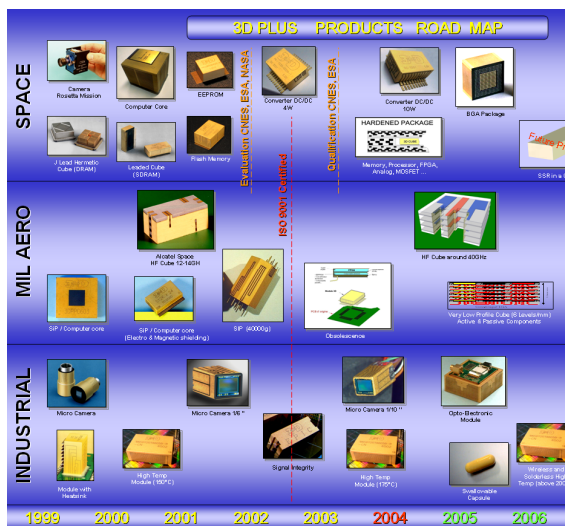 3D PLUS PRODUCTS ROAD MAP
SPACE
Camera
Rosetta Mission
Computer Core
EEPROM
Evaluation CNES, ESA, NASA
Converter DC/DC
4W
Qualification CNES, ESA
Converter DC/DC
10W
BGA Package
J Lead Hermetic
Cube (DRAM)
Leaded Cube
(SDRAM)
Flash Memory
ISO 9001 Certified
HARDENED PACKAGE
Memory, Processor, FPGA,
Analog, MOSFET ...
Future
SSR in a
MIL AERO
Alcatel Space
HF Cube 12-14GH
HF Cube around 40GHz
SiP / Computer core
SiP / Computer core
(Electro & Magnetic shielding)
SiP (40000g)
Obsolescence
Very Low Profile Cube (6 Levels/mm)
Active & Passive Components
INDUSTRIAL
Micro Camera
Micro Camera 1/6 "
Micro Camera 1/10 "
Opto-Electronic
Module
Module with
Heatsink
High Temp
Module (150°C)
Signal Integrity
High Temp
Module (175°C)
Swallowable
Capsule
Wireless and
Solderless High
Temp (above 200
1999 2000 2001 2002 2003 2004 2005 2006